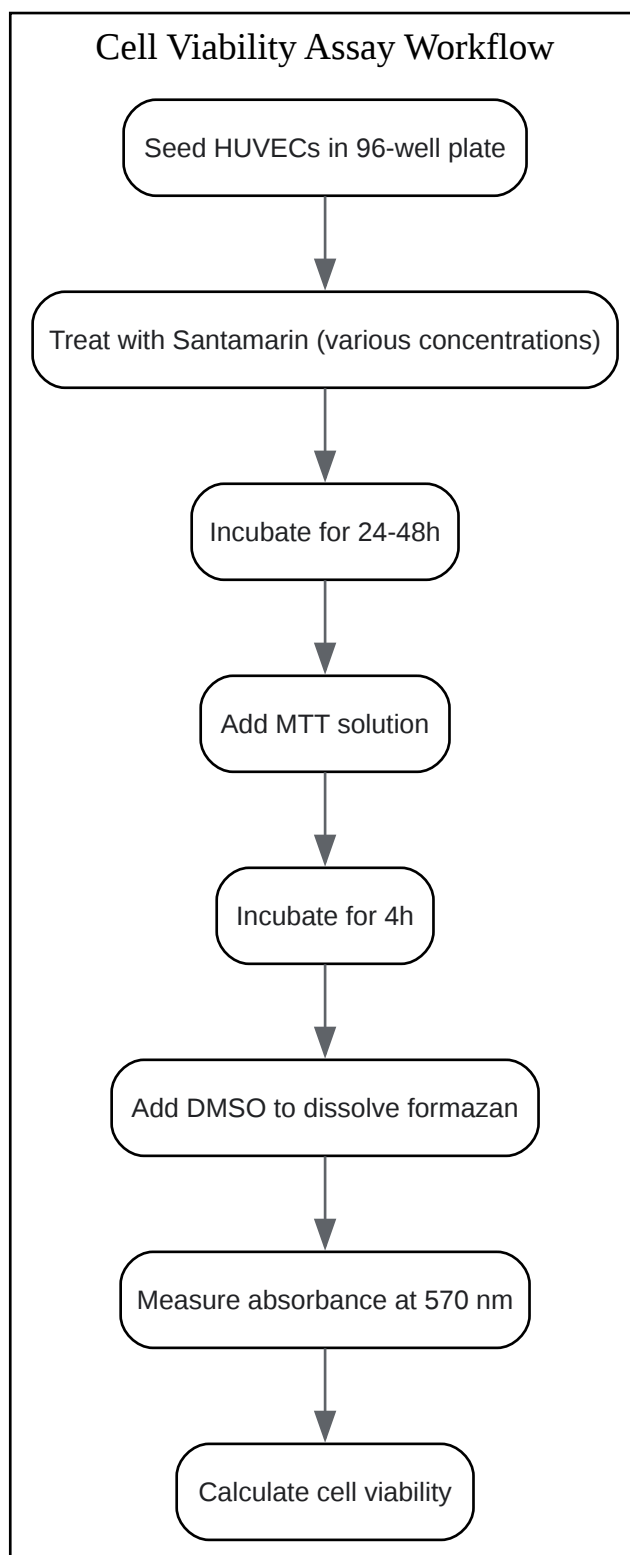 Cell Viability Assay Workflow
Seed HUVECs in 96-well plate
Treat with Santamarin (various concentrations)
Incubate for 24-48h
Add MTT solution
Incubate for 4h
Add DMSO to dissolve formazan
Measure absorbance at 570 nm
Calculate cell viability